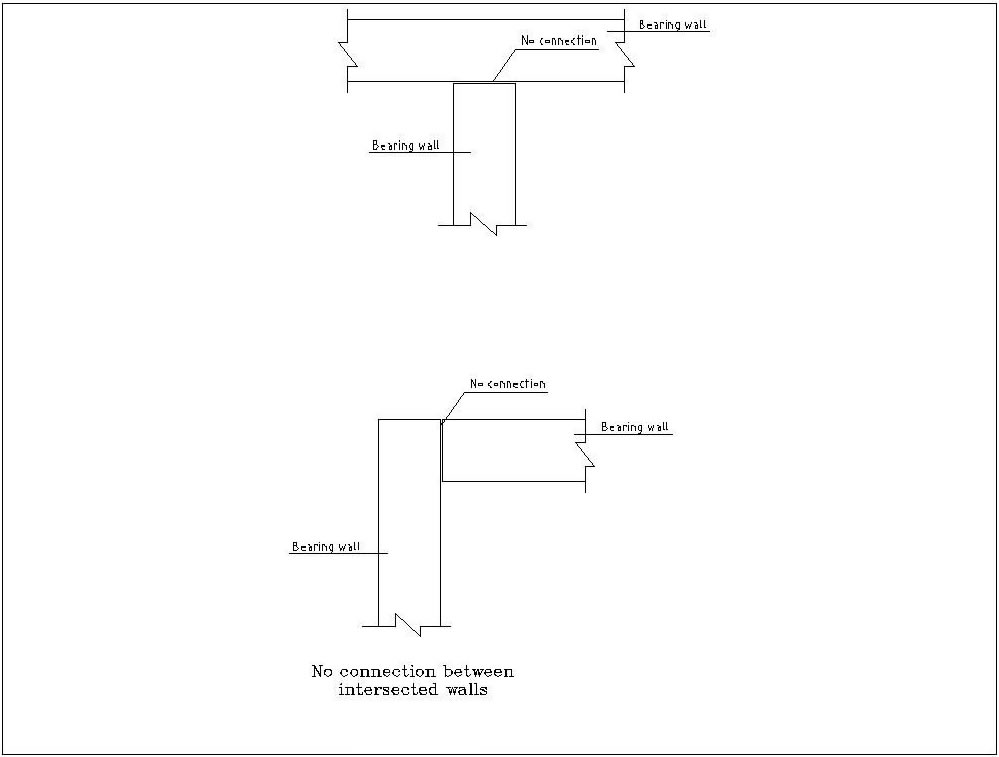 Bearing wall
No connection
Bearing wall
No connection
Bearing wall
Bearing wall
No connection between
intersected walls